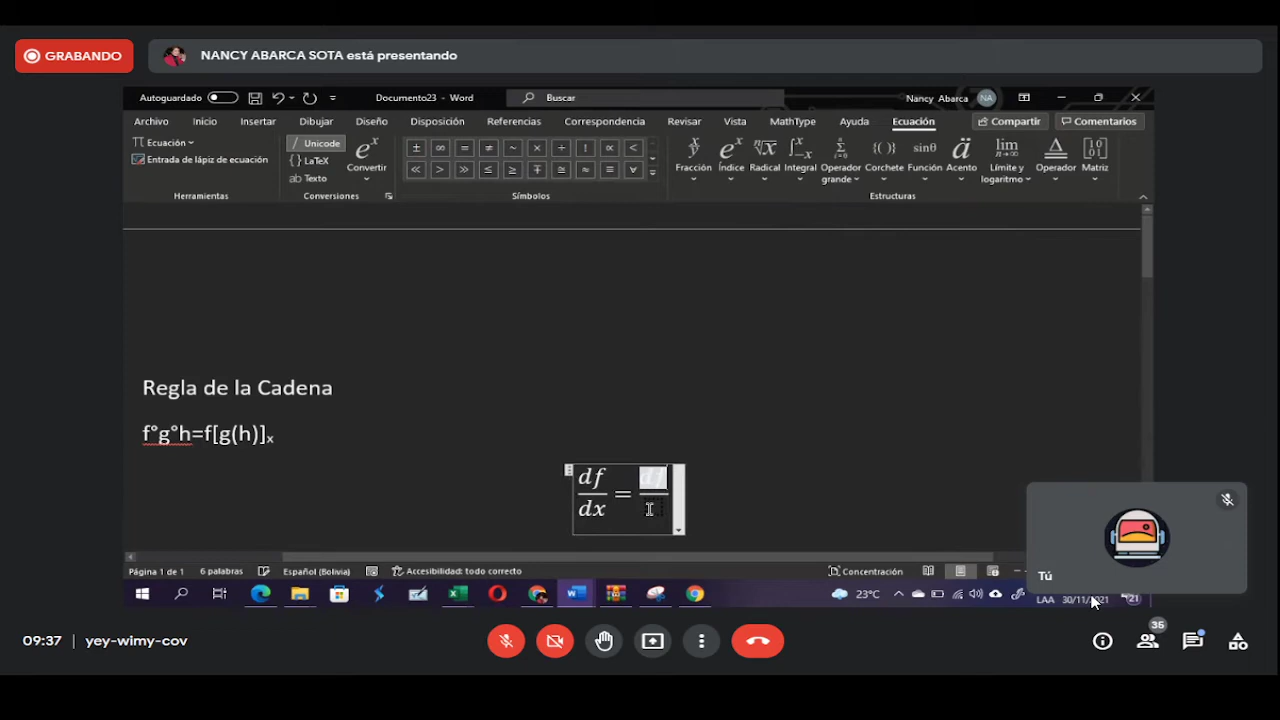 GRABANDO
NANCY ABARCA SOTA está presentando
Autoguardado
Documento23 - Word
Buscar
Nancy Abarca
NA
Archivo Inicio Insertar Dibujar Diseño Disposición Referencias Correspondencia Revisar Vista MathType Ayuda Ecuación Compartir Comentarios
Ecuación
Entrada de lápiz de ecuación
Herramientas
Unicode
LaTeX
Texto
Convertir
Conversiones
± ∞ = ≠ ~ × ÷ ! ∝ <
≪ > ≫ ≤ ≥ ∓ ≅ ≈ ≡ ∀
Símbolos
Fracción Índice Radical Integral Operador grande Corchete Función Acento Límite y logaritmo Operador Matriz
Estructuras
Regla de la Cadena
f°g°h=f[g(h)]ₓ
df/dx = df/
Página 1 de 1 6 palabras Español (Bolivia) Accesibilidad: todo correcto Concentración
Tú
23°C
LAA 30/11/2021
21
09:37 | yey-wimy-cov
35